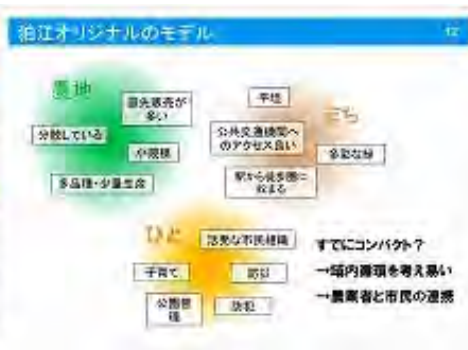 狛江オリジナルのモデル
12
農地
庭先販売が
多い
分散している
小規模
多品種・少量生産
平坦
まち
公共交通機関へ
のアクセス良い
多彩な緑
駅から徒歩圏に
収まる
ひと
活発な市民組織
子育て
防災
公園管
理
防犯
すでにコンパクト？
→域内循環を考え易い
→農業者と市民の連携